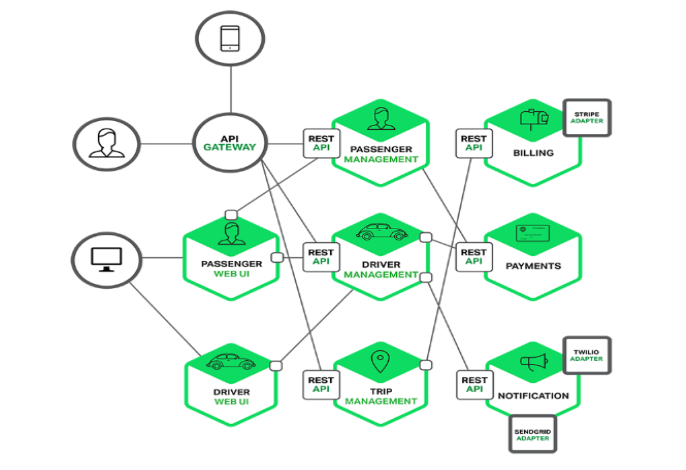 API
GATEWAY
REST
API
PASSENGER
MANAGEMENT
REST
API
BILLING
STRIPE
ADAPTER
PASSENGER
WEB UI
REST
API
DRIVER
MANAGEMENT
REST
API
PAYMENTS
DRIVER
WEB UI
REST
API
TRIP
MANAGEMENT
REST
API
NOTIFICATION
TWILIO
ADAPTER
SENDGRID
ADAPTER